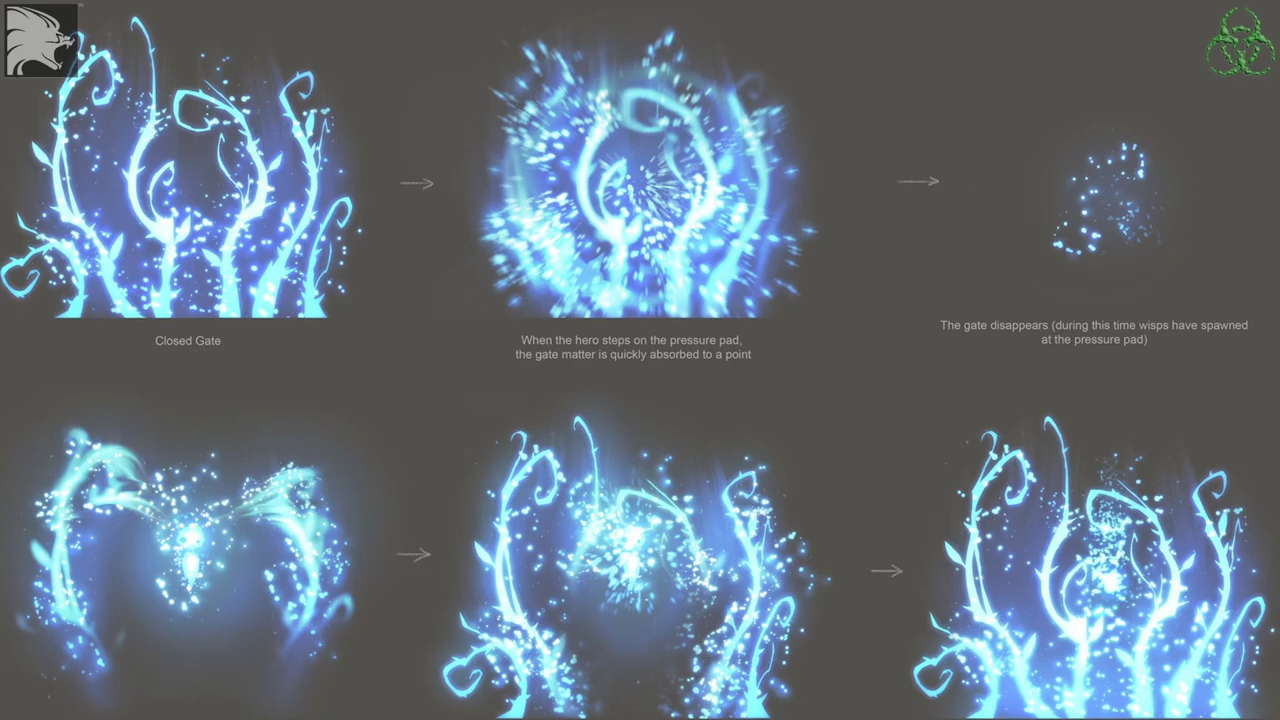 Closed Gate
When the hero steps on the pressure pad,
the gate matter is quickly absorbed to a point
The gate disappears (during this time wisps have spawned
at the pressure pad)